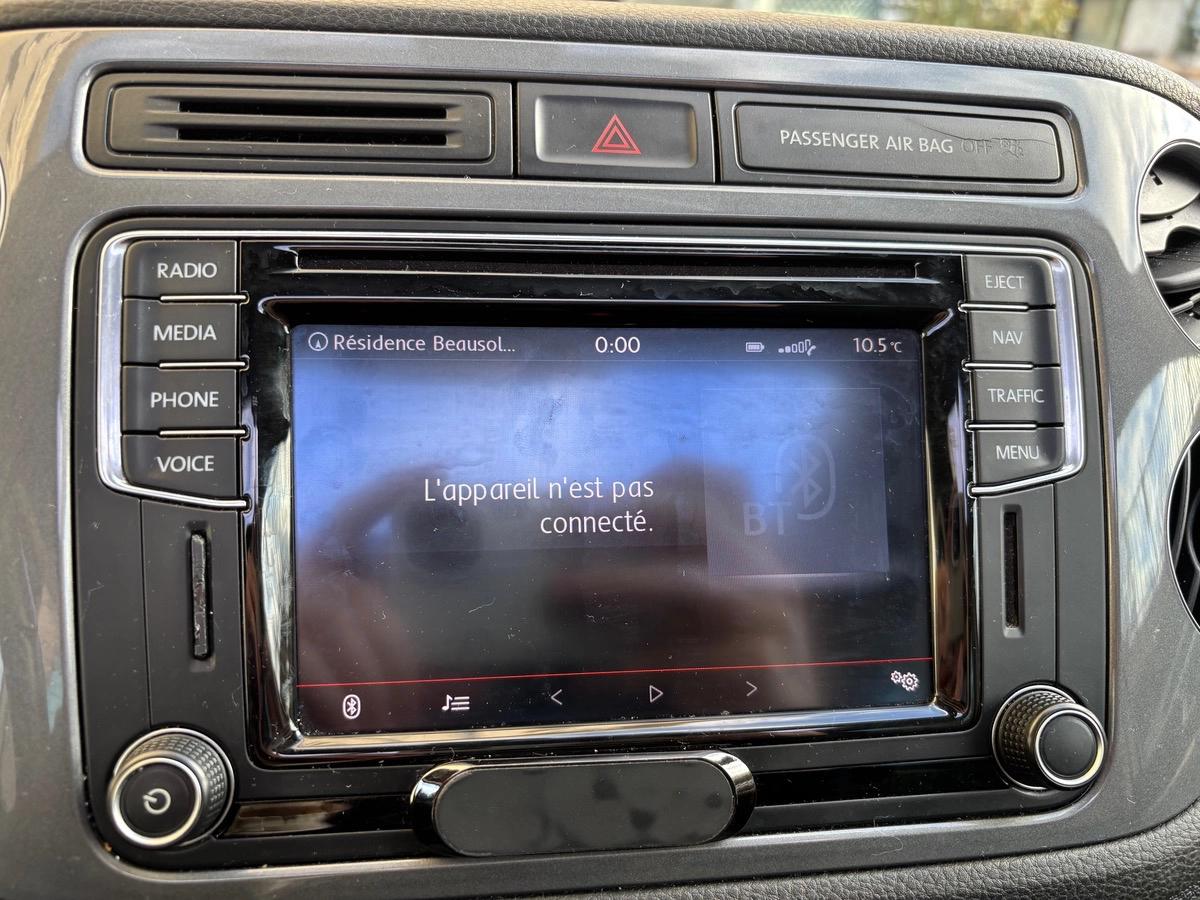 PASSENGER AIR BAG OFF
RADIO
MEDIA
PHONE
VOICE
EJECT
NAV
TRAFFIC
MENU
Résidence Beausol...
0:00
10.5 °C
L'appareil n'est pas
connecté.
BT